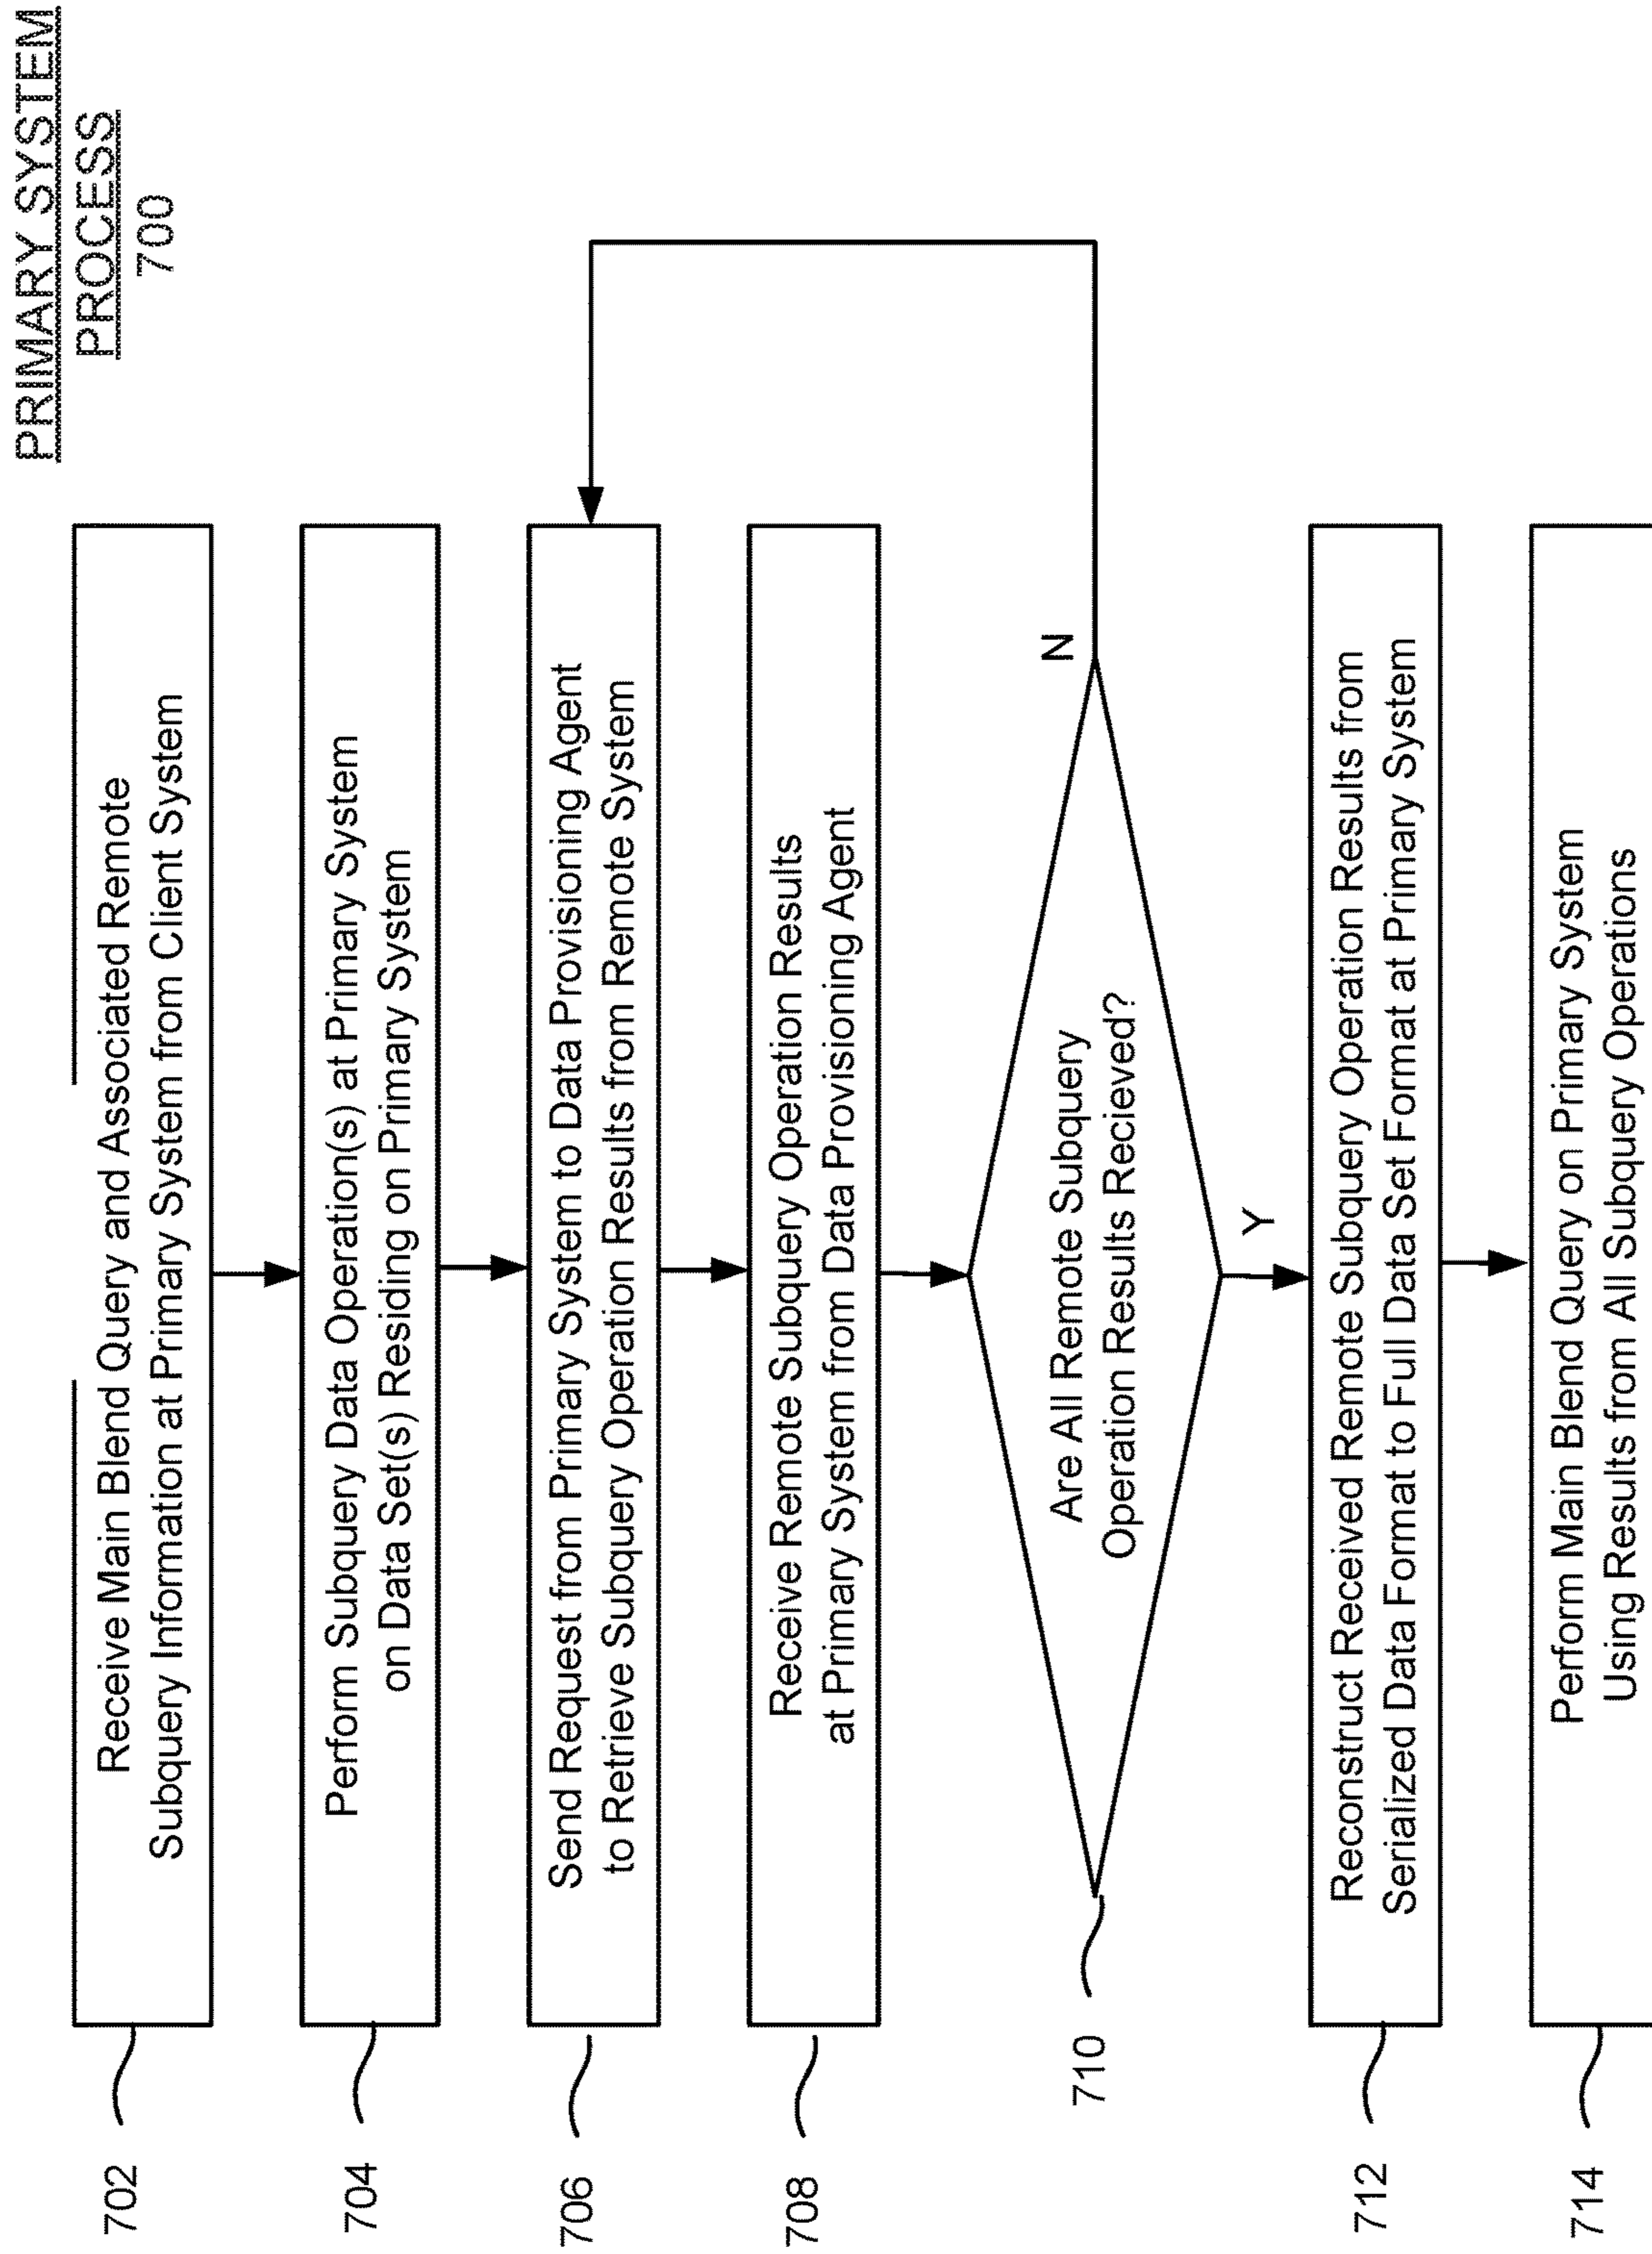 PRIMARY SYSTEM
PROCESS
700
702
Receive Main Blend Query and Associated Remote
Subquery Information at Primary System from Client System
704
Perform Subquery Data Operation(s) at Primary System
on Data Set(s) Residing on Primary System
706
Send Request from Primary System to Data Provisioning Agent
to Retrieve Subquery Operation Results from Remote System
708
Receive Remote Subquery Operation Results
at Primary System from Data Provisioning Agent
710
Are All Remote Subquery
Operation Results Recieved?
N
Y
712
Reconstruct Received Remote Subquery Operation Results from
Serialized Data Format to Full Data Set Format at Primary System
714
Perform Main Blend Query on Primary System
Using Results from All Subquery Operations